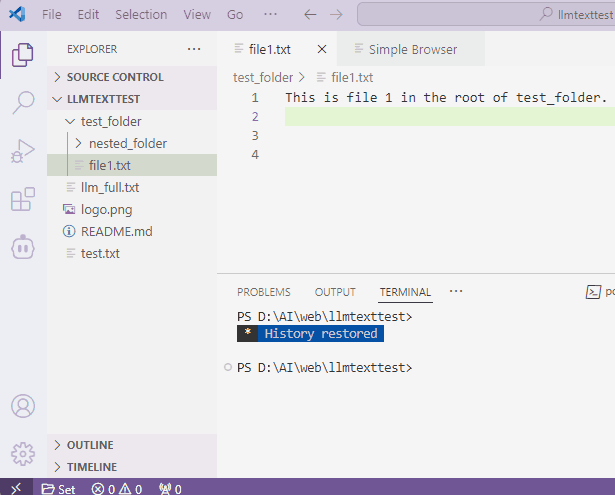 File Edit Selection View Go ··· llmtexttest
EXPLORER ···
SOURCE CONTROL
LLMTEXTTEST
test_folder
nested_folder
file1.txt
llm_full.txt
logo.png
README.md
test.txt
OUTLINE
TIMELINE
file1.txt Simple Browser
test_folder > file1.txt
1 This is file 1 in the root of test_folder.
2
3
4
PROBLEMS OUTPUT TERMINAL ··· po
PS D:\AI\web\llmtexttest>
* History restored
PS D:\AI\web\llmtexttest>
Set 0 0 0